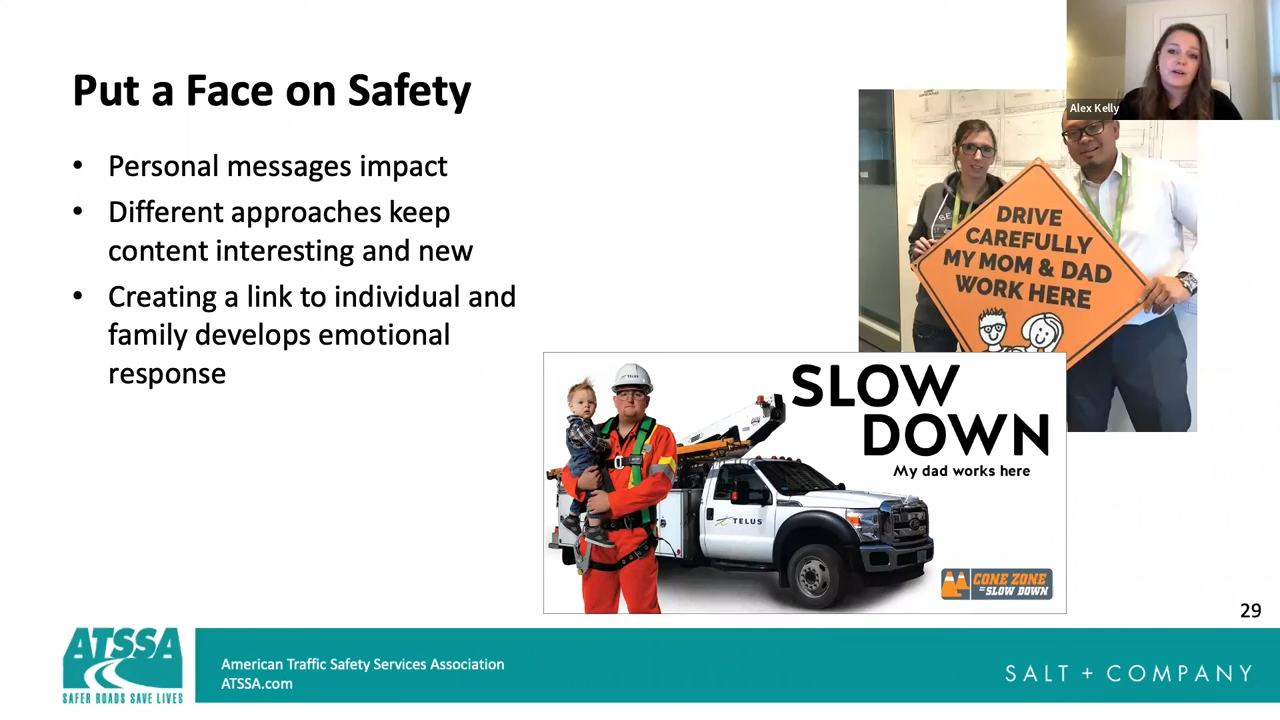 Put a Face on Safety
• Personal messages impact
• Different approaches keep
content interesting and new
• Creating a link to individual and
family develops emotional
response
Alex Kelly
DRIVE
CAREFULLY
MY MOM & DAD
WORK HERE
SLOW
DOWN
My dad works here
TELUS
TELUS
CONE ZONE
=SLOW DOWN
29
ATSSA
SAFER ROADS SAVE LIVES
American Traffic Safety Services Association
ATSSA.com
SALT + COMPANY